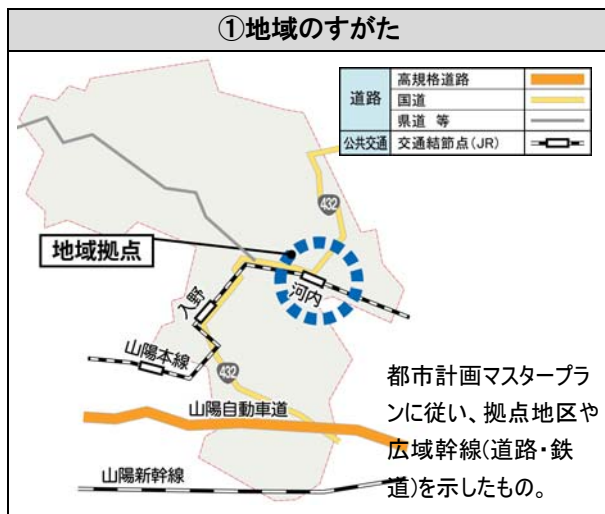 ①地域のすがた
道路
高規格道路
国道
県道 等
公共交通
交通結節点(JR)
432
地域拠点
河内
入野
山陽本線
432
山陽自動車道
都市計画マスタープラ
ンに従い、拠点地区や
広域幹線(道路・鉄
道)を示したもの。
山陽新幹線